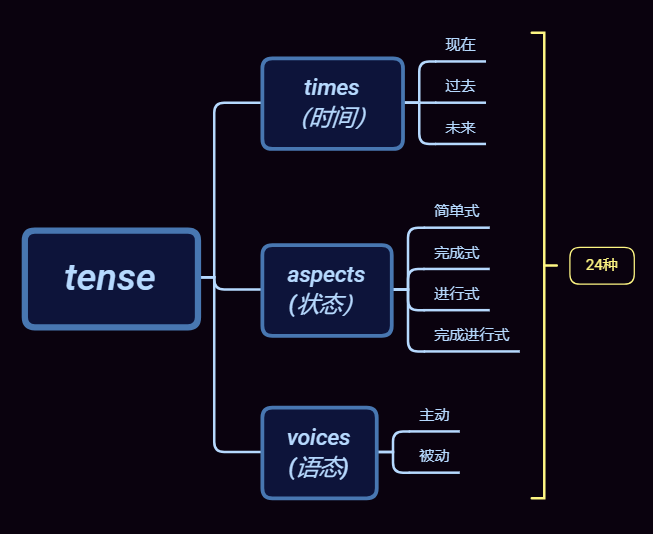 tense
times
(时间)
现在
过去
未来
aspects
(状态)
简单式
完成式
进行式
完成进行式
voices
(语态)
主动
被动
24种